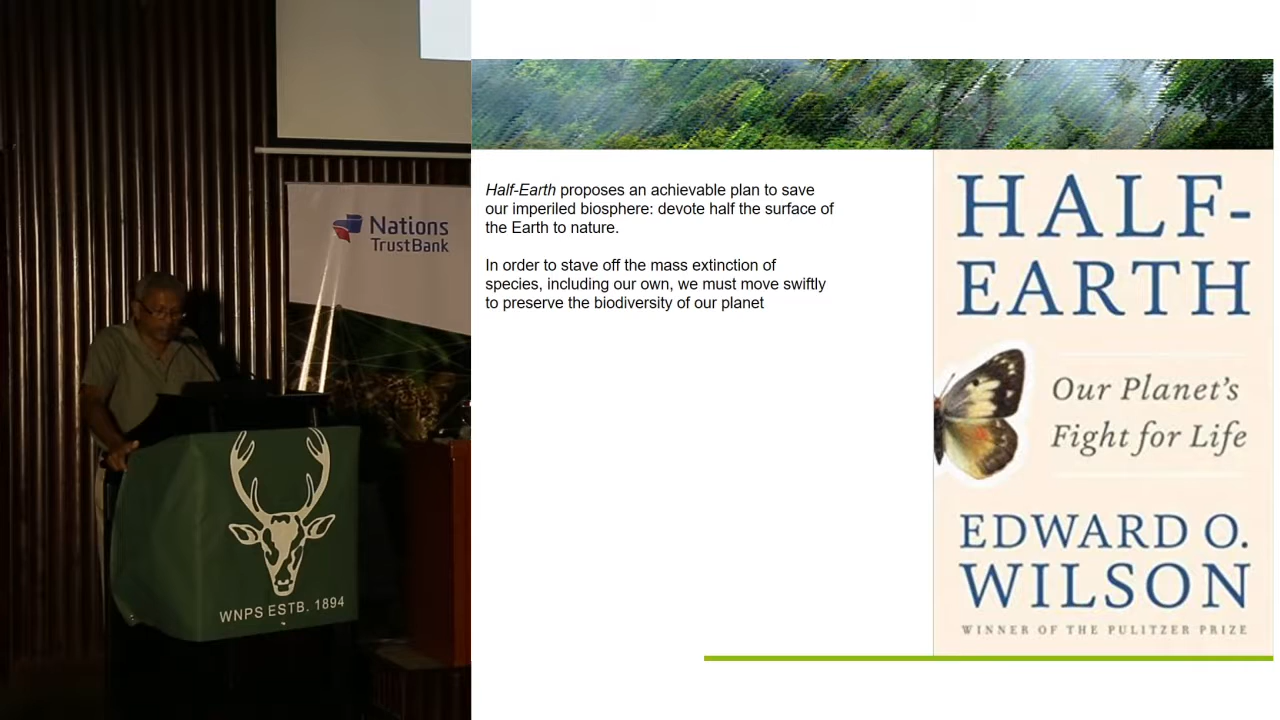 Nations
TrustBank
WNPS ESTB. 1894
Half-Earth proposes an achievable plan to save
our imperiled biosphere: devote half the surface of
the Earth to nature.
In order to stave off the mass extinction of
species, including our own, we must move swiftly
to preserve the biodiversity of our planet
HALF-
EARTH
Our Planet's
Fight for Life
EDWARD O.
WILSON
WINNER OF THE PULITZER PRIZE